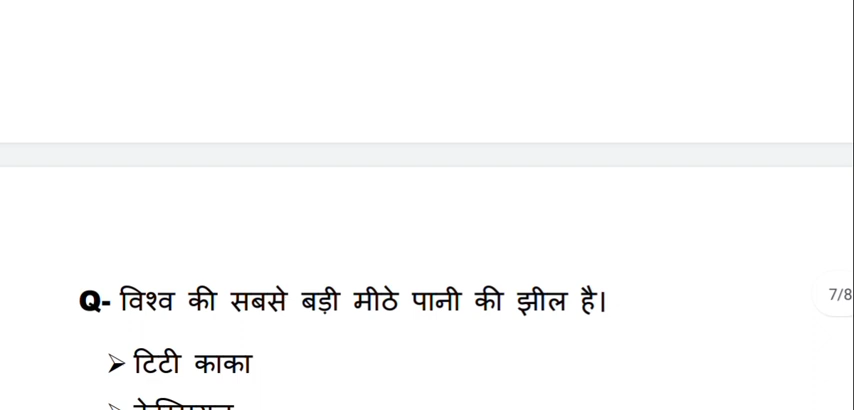 Q- विश्व की सबसे बड़ी मीठे पानी की झील है।
7/8
➢ टिटी काका